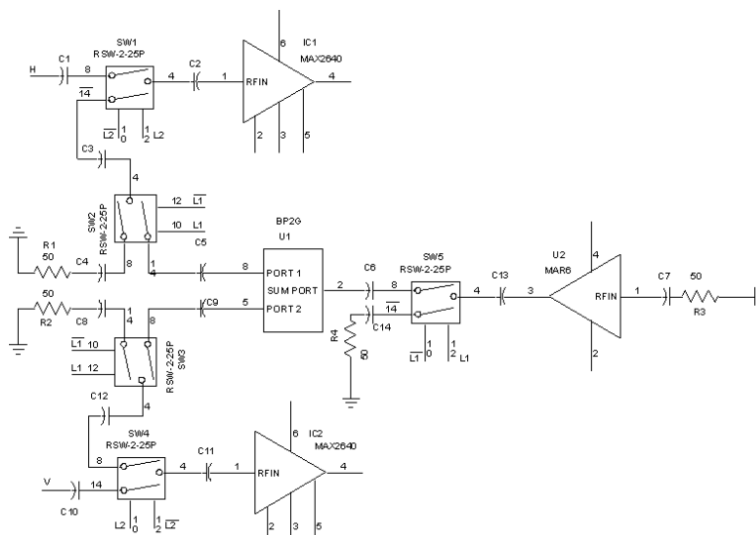 SW1
RSW-2-25P
H
C1
8
14
4
C2
1
RFIN
6
IC1
MAX2640
4
2
3
5
L2
1
0
1
2
L2
C3
4
SW2
RSW-2-25P
12
L1
10
L1
R1
50
C4
8
1
4
C5
8
BP2G
U1
PORT 1
SUM PORT
PORT 2
2
C6
8
14
C14
R4
50
SW5
RSW-2-25P
4
L1
1
0
1
2
L1
C13
3
U2
MAR6
4
RFIN
2
1
C7
50
R3
50
R2
C8
1
4
8
C9
5
L1
10
L1
12
RSW-2-25P
SW3
4
C12
SW4
RSW-2-25P
8
V
14
C10
4
L2
1
0
1
2
L2
C11
1
RFIN
6
IC2
MAX2640
4
2
3
5